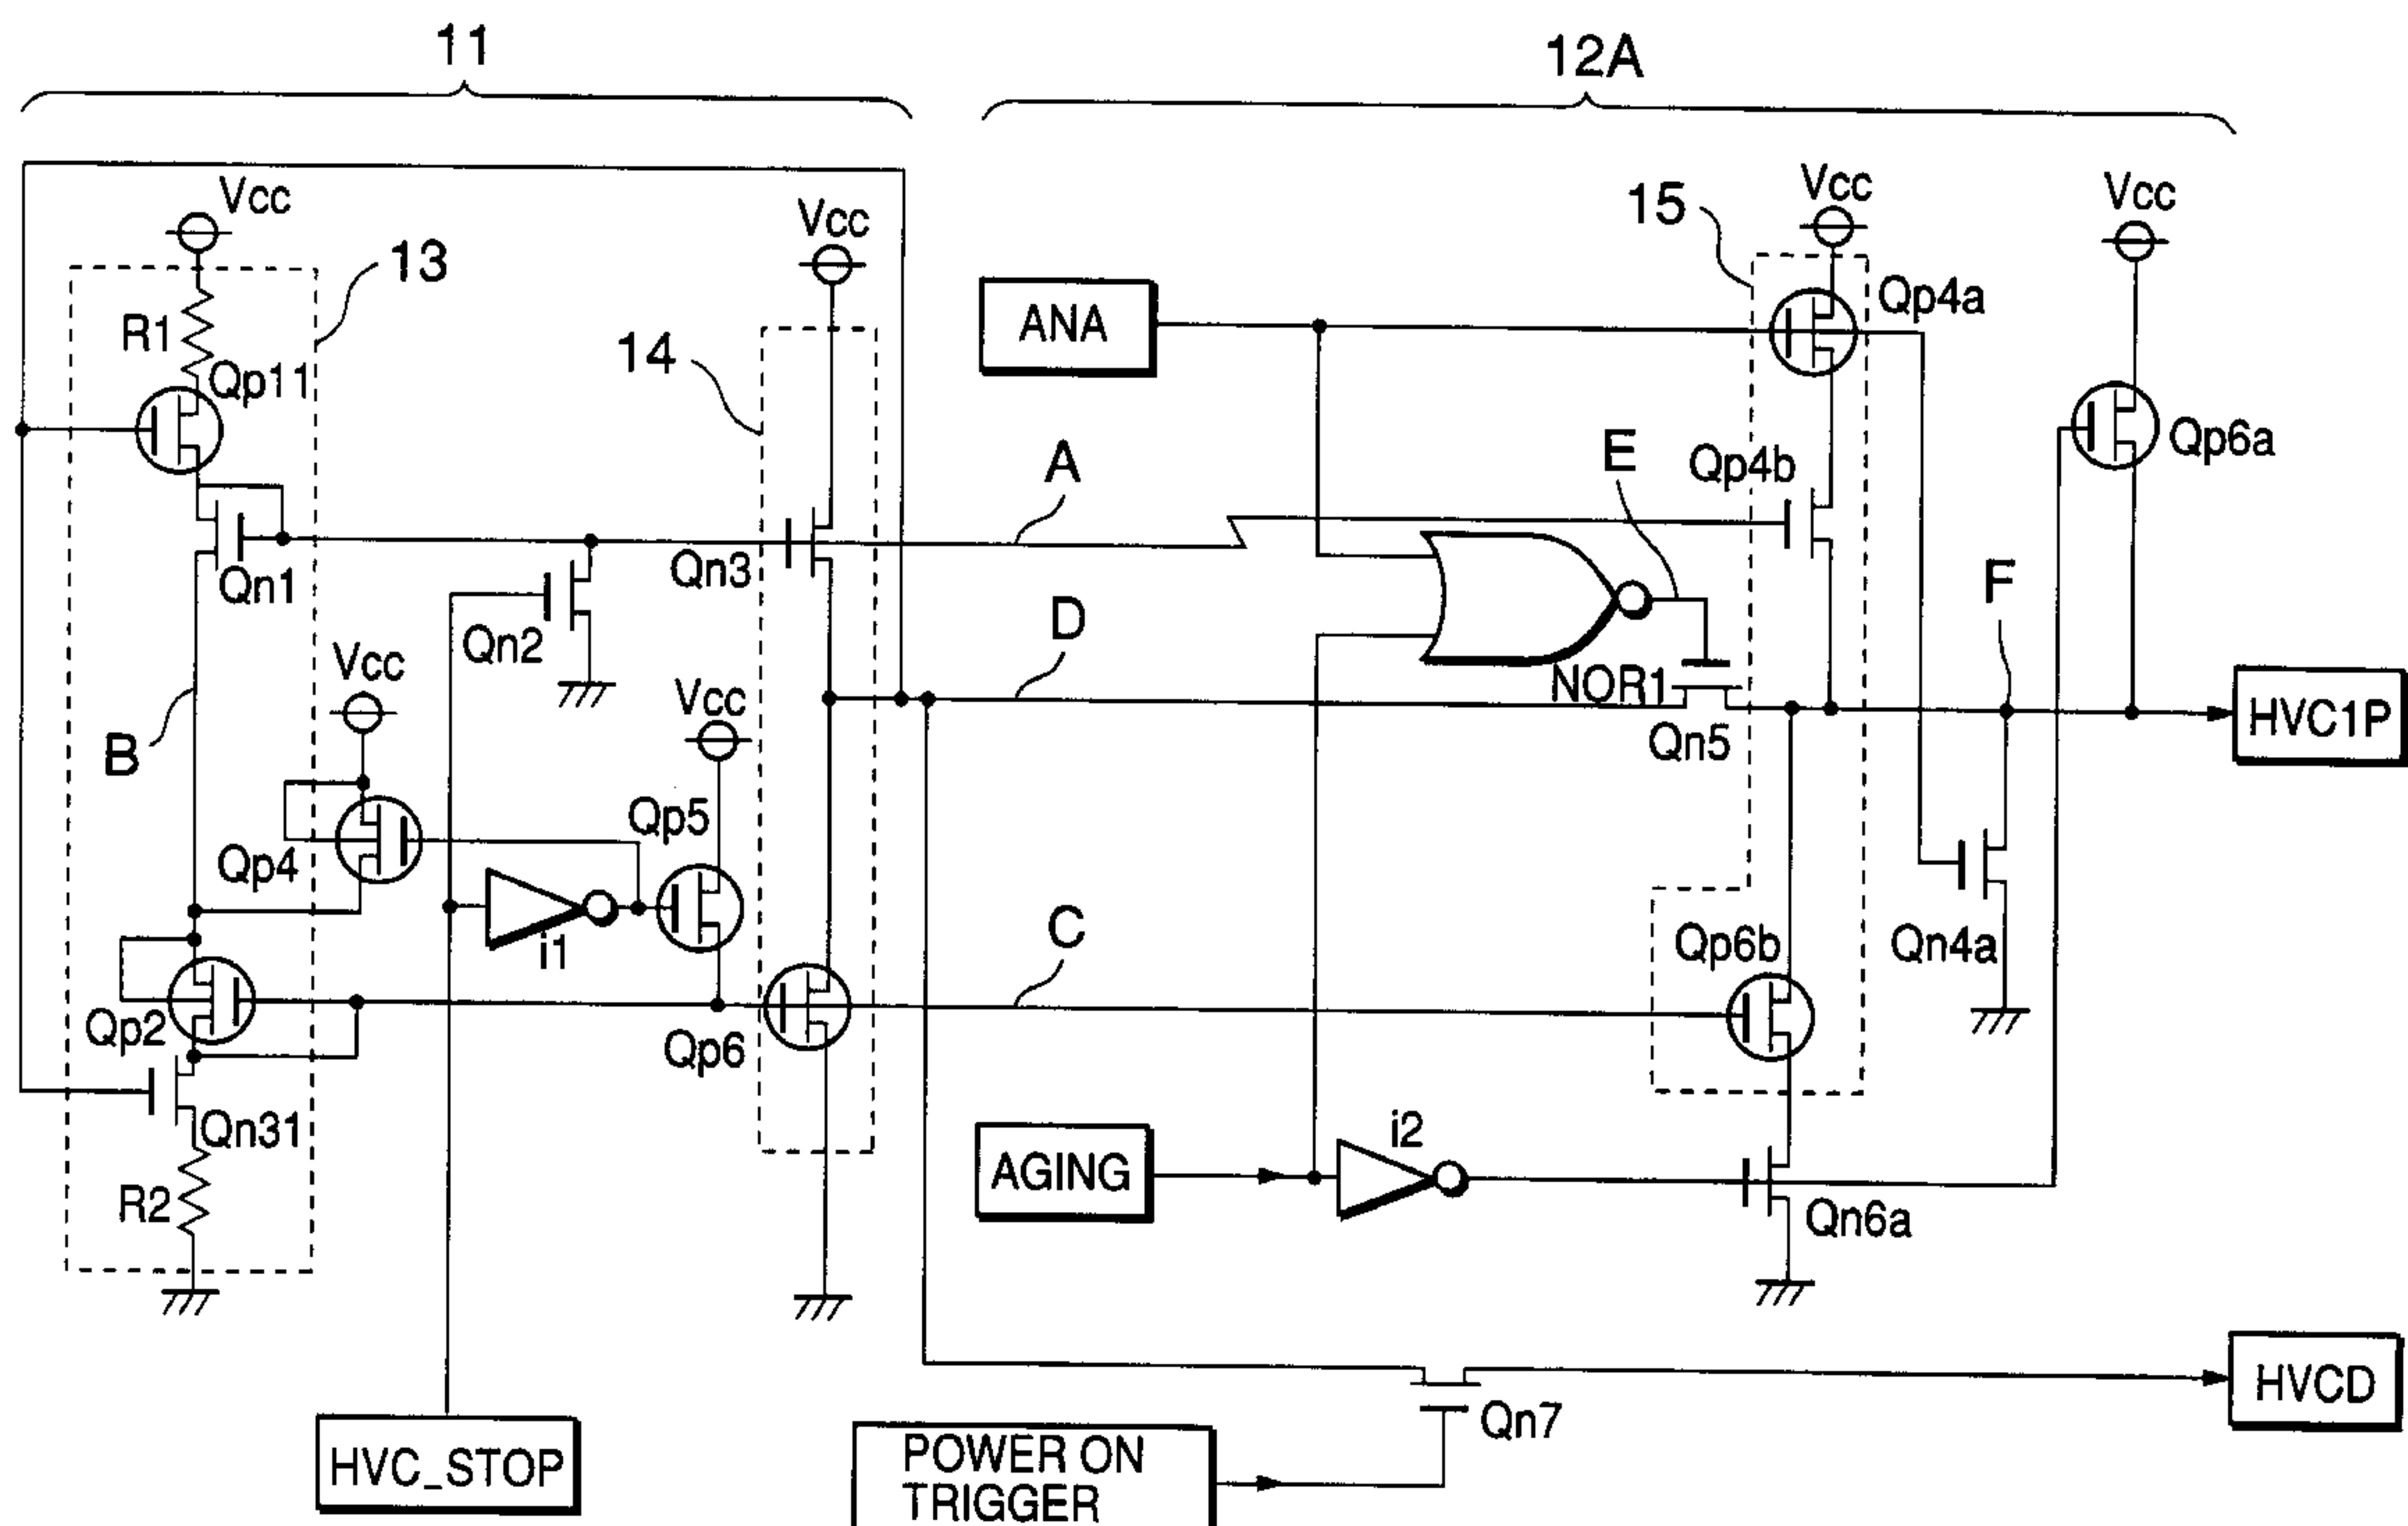 11
12A
Vcc
13
R1
Qp11
Qn1
B
Vcc
14
Qn3
A
Qn2
Vcc
Qp4
Vcc
Qp5
i1
D
C
Qp2
Qp6
Qn31
R2
HVC_STOP
ANA
15
Vcc
Qp4a
Vcc
Qp6a
Qp4b
E
NOR1
Qn5
F
HVC1P
Qn4a
Qp6b
AGING
i2
Qn6a
HVCD
Qn7
POWER ON
TRIGGER